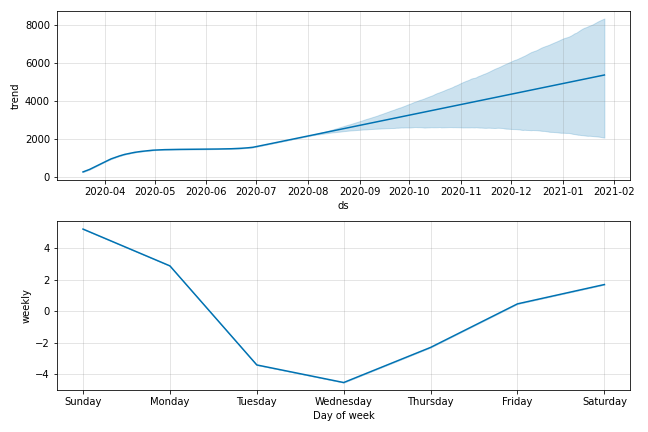 8000
6000
4000
2000
0
trend
2020-04 2020-05 2020-06 2020-07 2020-08 2020-09 2020-10 2020-11 2020-12 2021-01 2021-02
ds
4
2
0
−2
−4
weekly
Sunday Monday Tuesday Wednesday Thursday Friday Saturday
Day of week